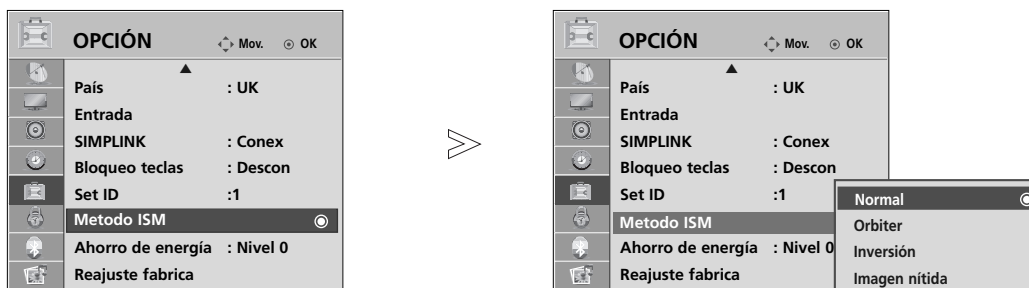 OPCIÓN Mov. OK
País : UK
Entrada
SIMPLINK : Conex
Bloqueo teclas : Descon
Set ID :1
Metodo ISM
Ahorro de energía : Nivel 0
Reajuste fabrica
OPCIÓN Mov. OK
País : UK
Entrada
SIMPLINK : Conex
Bloqueo teclas : Descon
Set ID :1
Metodo ISM
Ahorro de energía : Nivel 0
Reajuste fabrica
Normal
Orbiter
Inversión
Imagen nítida